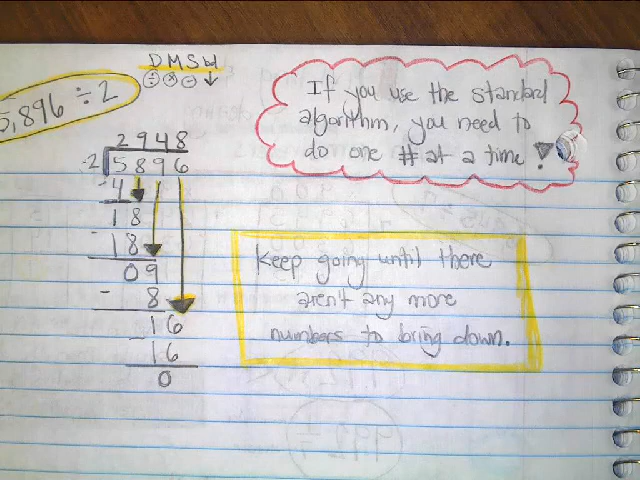 5,896 ÷ 2
D M S ↓
÷ × - ↓
2948
2 5896
- 4
18
- 18
09
- 8
16
- 16
0
If you use the standard
algorithm, you need to
do one # at a time!
Keep going until there
aren't any more
numbers to bring down.